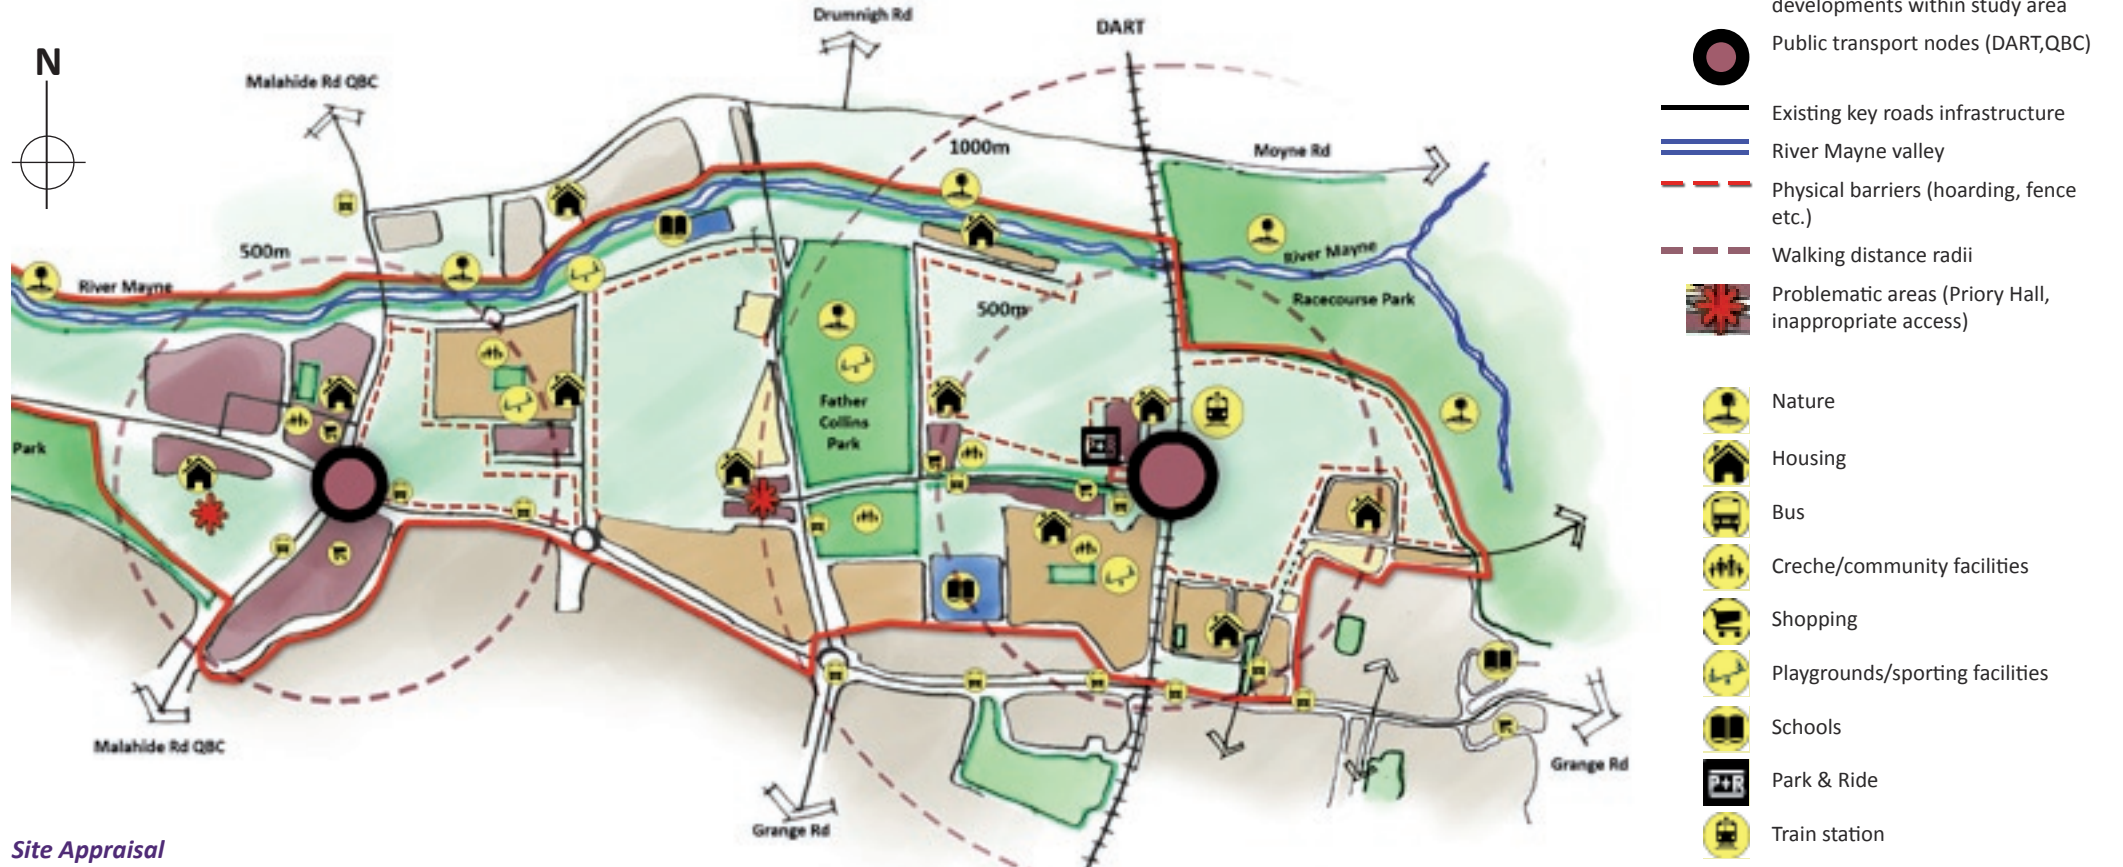 Drumnigh Rd
DART
N
Malahide Rd QBC
1000m
Moyne Rd
500m
River Mayne
River Mayne
Racecourse Park
500m
Father
Collins
Park
Park
P+R
Malahide Rd QBC
Grange Rd
Grange Rd
Site Appraisal
developments within study area
Public transport nodes (DART,QBC)
Existing key roads infrastructure
River Mayne valley
Physical barriers (hoarding, fence
etc.)
Walking distance radii
Problematic areas (Priory Hall,
inappropriate access)
Nature
Housing
Bus
Creche/community facilities
Shopping
Playgrounds/sporting facilities
Schools
P+R
Park & Ride
Train station